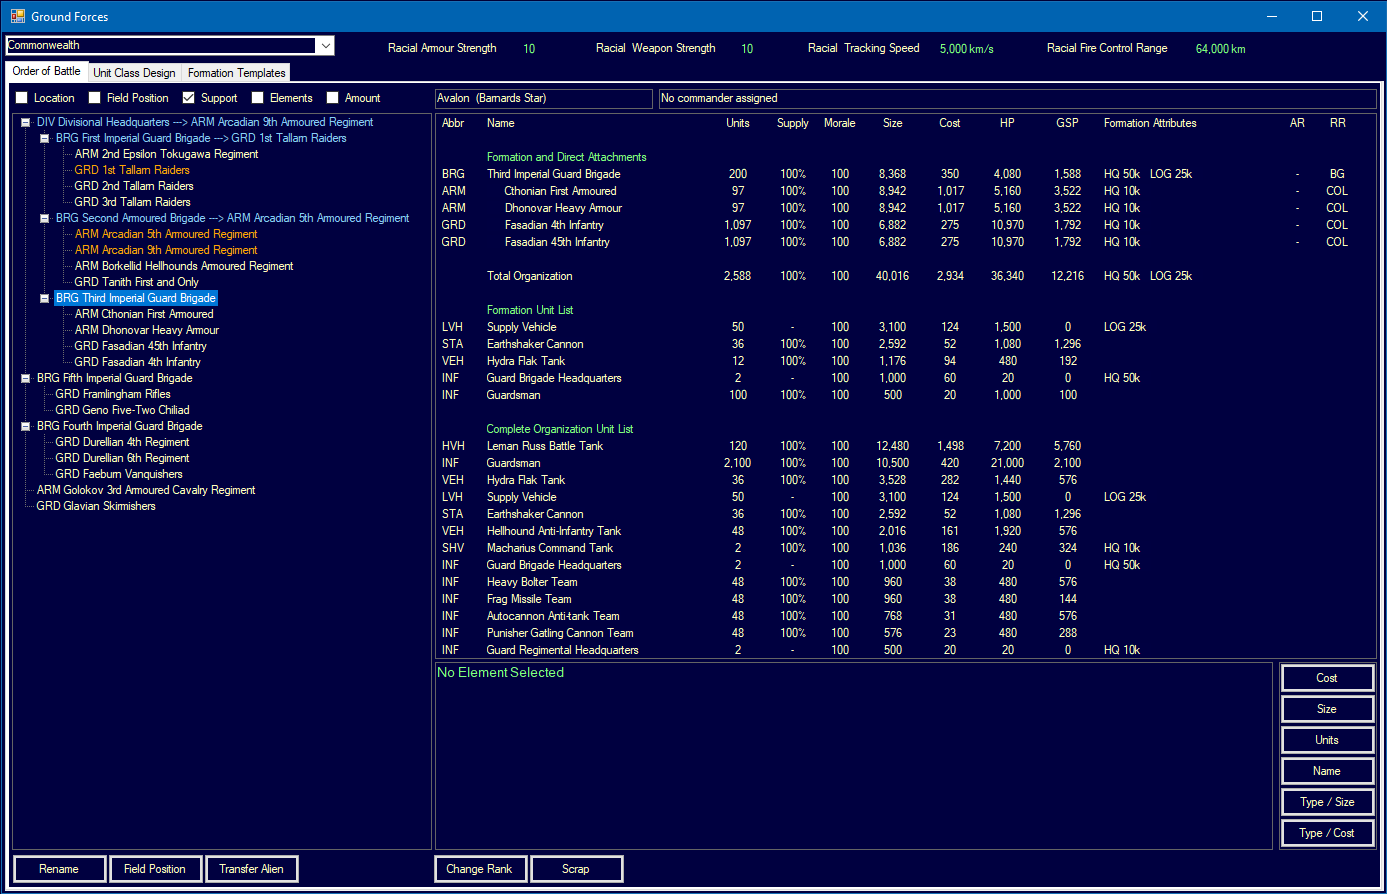 Ground Forces
Commonwealth
Racial Armour Strength 10 Racial Weapon Strength 10 Racial Tracking Speed 5,000 km/s Racial Fire Control Range 64,000 km
Order of Battle Unit Class Design Formation Templates
Location Field Position Support Elements Amount
Avalon (Barnards Star) No commander assigned
DIV Divisional Headquarters ---> ARM Arcadian 9th Armoured Regiment
BRG First Imperial Guard Brigade ---> GRD 1st Tallarn Raiders
ARM 2nd Epsilon Tokugawa Regiment
GRD 1st Tallarn Raiders
GRD 2nd Tallarn Raiders
GRD 3rd Tallarn Raiders
BRG Second Armoured Brigade ---> ARM Arcadian 5th Armoured Regiment
ARM Arcadian 5th Armoured Regiment
ARM Arcadian 9th Armoured Regiment
ARM Borkellid Hellhounds Armoured Regiment
GRD Tanith First and Only
BRG Third Imperial Guard Brigade
ARM Cthonian First Armoured
ARM Dhonovar Heavy Armour
GRD Fasadian 45th Infantry
GRD Fasadian 4th Infantry
BRG Fifth Imperial Guard Brigade
GRD Framlingham Rifles
GRD Geno Five-Two Chiliad
BRG Fourth Imperial Guard Brigade
GRD Durellian 4th Regiment
GRD Durellian 6th Regiment
GRD Faeburn Vanquishers
ARM Golokov 3rd Armoured Cavalry Regiment
GRD Glavian Skirmishers
Abbr Name Units Supply Morale Size Cost HP GSP Formation Attributes AR RR
Formation and Direct Attachments
BRG Third Imperial Guard Brigade 200 100% 100 8,368 350 4,080 1,588 HQ 50k LOG 25k - BG
ARM Cthonian First Armoured 97 100% 100 8,942 1,017 5,160 3,522 HQ 10k - COL
ARM Dhonovar Heavy Armour 97 100% 100 8,942 1,017 5,160 3,522 HQ 10k - COL
GRD Fasadian 4th Infantry 1,097 100% 100 6,882 275 10,970 1,792 HQ 10k - COL
GRD Fasadian 45th Infantry 1,097 100% 100 6,882 275 10,970 1,792 HQ 10k - COL
Total Organization 2,588 100% 100 40,016 2,934 36,340 12,216 HQ 50k LOG 25k
Formation Unit List
LVH Supply Vehicle 50 - 100 3,100 124 1,500 0 LOG 25k
STA Earthshaker Cannon 36 100% 100 2,592 52 1,080 1,296
VEH Hydra Flak Tank 12 100% 100 1,176 94 480 192
INF Guard Brigade Headquarters 2 - 100 1,000 60 20 0 HQ 50k
INF Guardsman 100 100% 100 500 20 1,000 100
Complete Organization Unit List
HVH Leman Russ Battle Tank 120 100% 100 12,480 1,498 7,200 5,760
INF Guardsman 2,100 100% 100 10,500 420 21,000 2,100
VEH Hydra Flak Tank 36 100% 100 3,528 282 1,440 576
LVH Supply Vehicle 50 - 100 3,100 124 1,500 0 LOG 25k
STA Earthshaker Cannon 36 100% 100 2,592 52 1,080 1,296
VEH Hellhound Anti-Infantry Tank 48 100% 100 2,016 161 1,920 576
SHV Macharius Command Tank 2 100% 100 1,036 186 240 324 HQ 10k
INF Guard Brigade Headquarters 2 - 100 1,000 60 20 0 HQ 50k
INF Heavy Bolter Team 48 100% 100 960 38 480 576
INF Frag Missile Team 48 100% 100 960 38 480 144
INF Autocannon Anti-tank Team 48 100% 100 768 31 480 576
INF Punisher Gatling Cannon Team 48 100% 100 576 23 480 288
INF Guard Regimental Headquarters 2 - 100 500 20 20 0 HQ 10k
No Element Selected
Cost
Size
Units
Name
Type / Size
Type / Cost
Rename Field Position Transfer Alien Change Rank Scrap